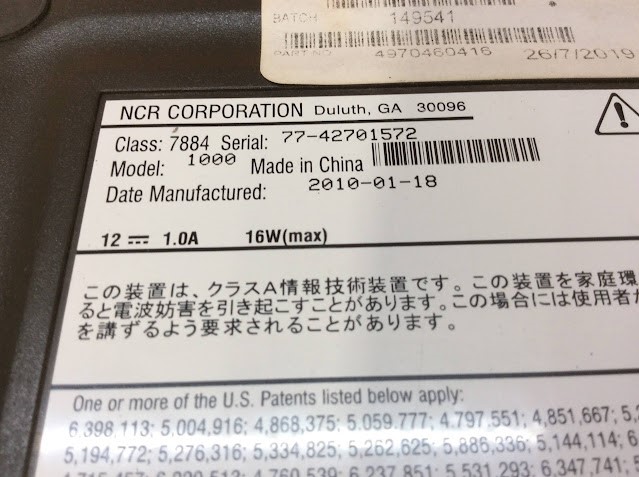 BATCH 149541
PART NO 4970460416 26/7/2019
NCR CORPORATION Duluth, GA 30096
Class: 7884 Serial: 77-42701572
Model: 1000 Made in China
Date Manufactured: 2010-01-18
12 ⎓ 1.0A 16W(max)
この装置は、クラスA情報技術装置です。この装置を家庭環
ると電波妨害を引き起こすことがあります。この場合には使用者が
を講ずるよう要求されることがあります。
One or more of the U.S. Patents listed below apply:
6,398,113; 5,004,916; 4,868,375; 5.059.777; 4.797,551; 4,851,667; 5,2
5,194,772; 5,276,316; 5,334,825; 5,262,625; 5,886,336; 5,144,114; 6
4,760,539; 6,237,851; 5,531,293; 6,347,741; 5